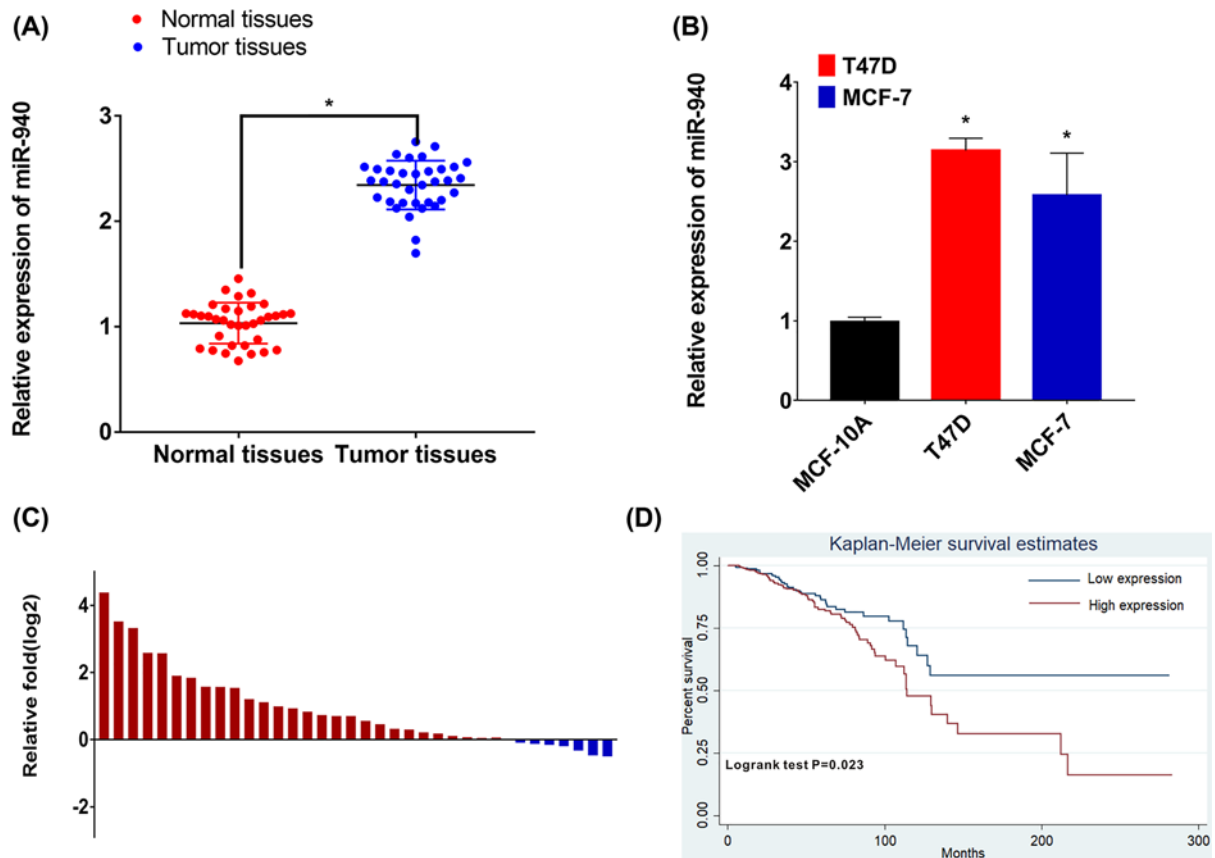 (A)
Normal tissues
Tumor tissues
Relative expression of miR-940
3
2
1
0
*
Normal tissues Tumor tissues
(B)
T47D
MCF-7
Relative expression of miR-940
4
3
2
1
0
*
*
MCF-10A
T47D
MCF-7
(C)
Relative fold(log2)
4
2
0
-2
(D)
Kaplan-Meier survival estimates
Low expression
High expression
Percent survival
1.00
0.75
0.50
0.25
0.00
Logrank test P=0.023
0 100 200 300
Months